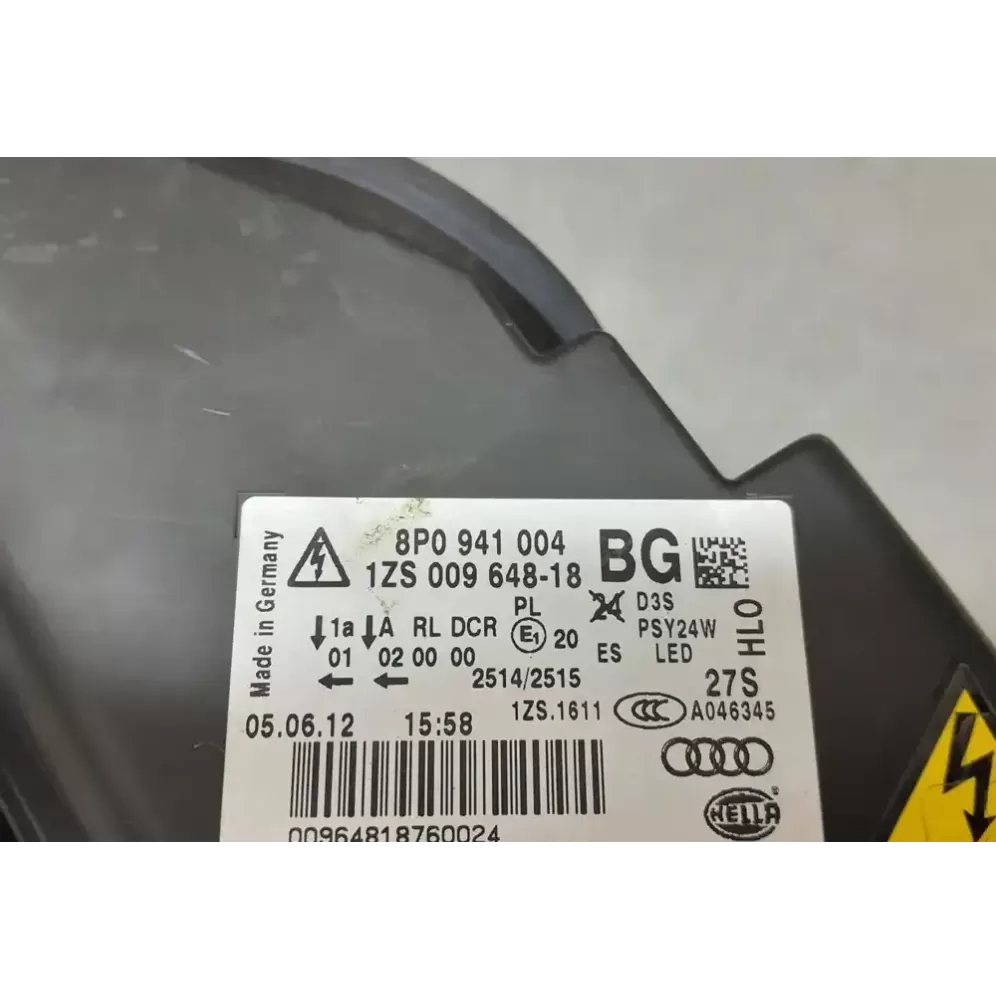 Made in Germany
8P0 941 004 BG
1ZS 009 648-18
PL 24 D3S
1a A RL DCR E1 20 PSY24W
01 02 00 00 ES LED
HL0
2514/2515 27S
1ZS.1611 CCC A046345
05.06.12 15:58
HELLA
00964818760024